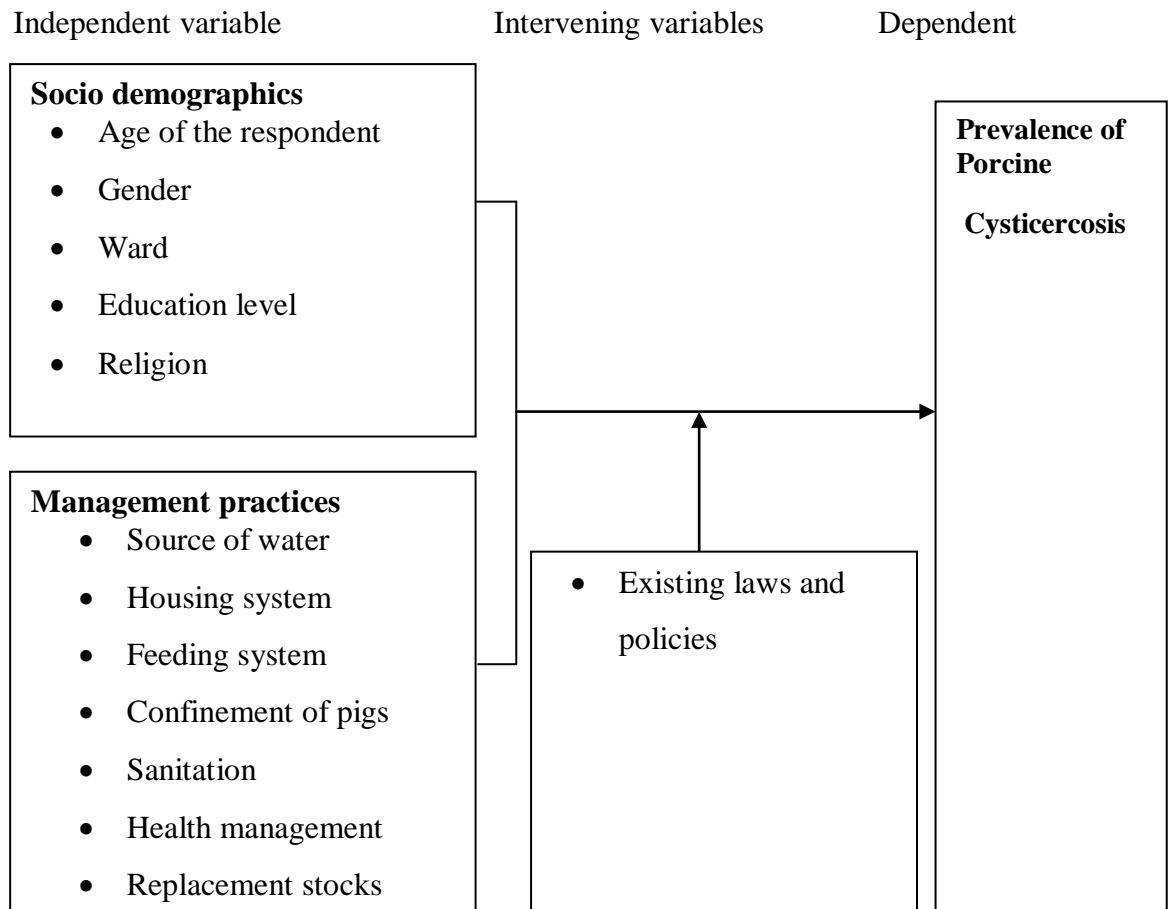 Independent variable Intervening variables Dependent
Socio demographics
• Age of the respondent
• Gender
• Ward
• Education level
• Religion
Prevalence of
Porcine
Cysticercosis
Management practices
• Source of water
• Housing system
• Feeding system
• Confinement of pigs
• Sanitation
• Health management
• Replacement stocks
• Existing laws and
policies